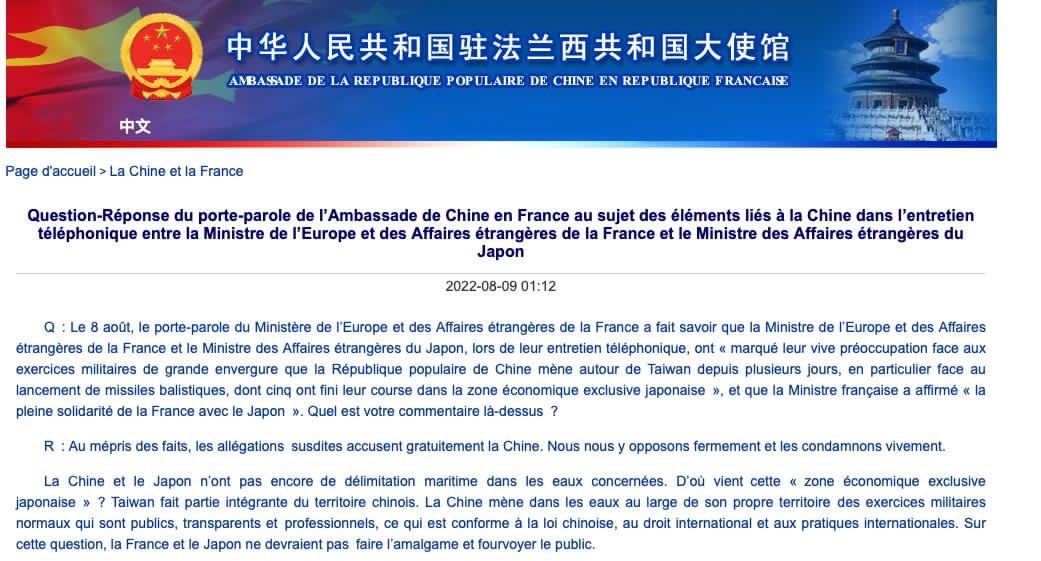 中华人民共和国驻法兰西共和国大使馆
AMBASSADE DE LA REPUBLIQUE POPULAIRE DE CHINE EN REPUBLIQUE FRANCAISE
中文
Page d'accueil > La Chine et la France
Question-Réponse du porte-parole de l’Ambassade de Chine en France au sujet des éléments liés à la Chine dans l’entretien
téléphonique entre la Ministre de l’Europe et des Affaires étrangères de la France et le Ministre des Affaires étrangères du
Japon
2022-08-09 01:12
Q : Le 8 août, le porte-parole du Ministère de l’Europe et des Affaires étrangères de la France a fait savoir que la Ministre de l’Europe et des Affaires
étrangères de la France et le Ministre des Affaires étrangères du Japon, lors de leur entretien téléphonique, ont « marqué leur vive préoccupation face aux
exercices militaires de grande envergure que la République populaire de Chine mène autour de Taiwan depuis plusieurs jours, en particulier face au
lancement de missiles balistiques, dont cinq ont fini leur course dans la zone économique exclusive japonaise », et que la Ministre française a affirmé « la
pleine solidarité de la France avec le Japon ». Quel est votre commentaire là-dessus ?
R : Au mépris des faits, les allégations susdites accusent gratuitement la Chine. Nous nous y opposons fermement et les condamnons vivement.
La Chine et le Japon n’ont pas encore de délimitation maritime dans les eaux concernées. D’où vient cette « zone économique exclusive
japonaise » ? Taiwan fait partie intégrante du territoire chinois. La Chine mène dans les eaux au large de son propre territoire des exercices militaires
normaux qui sont publics, transparents et professionnels, ce qui est conforme à la loi chinoise, au droit international et aux pratiques internationales. Sur
cette question, la France et le Japon ne devraient pas faire l’amalgame et fourvoyer le public.